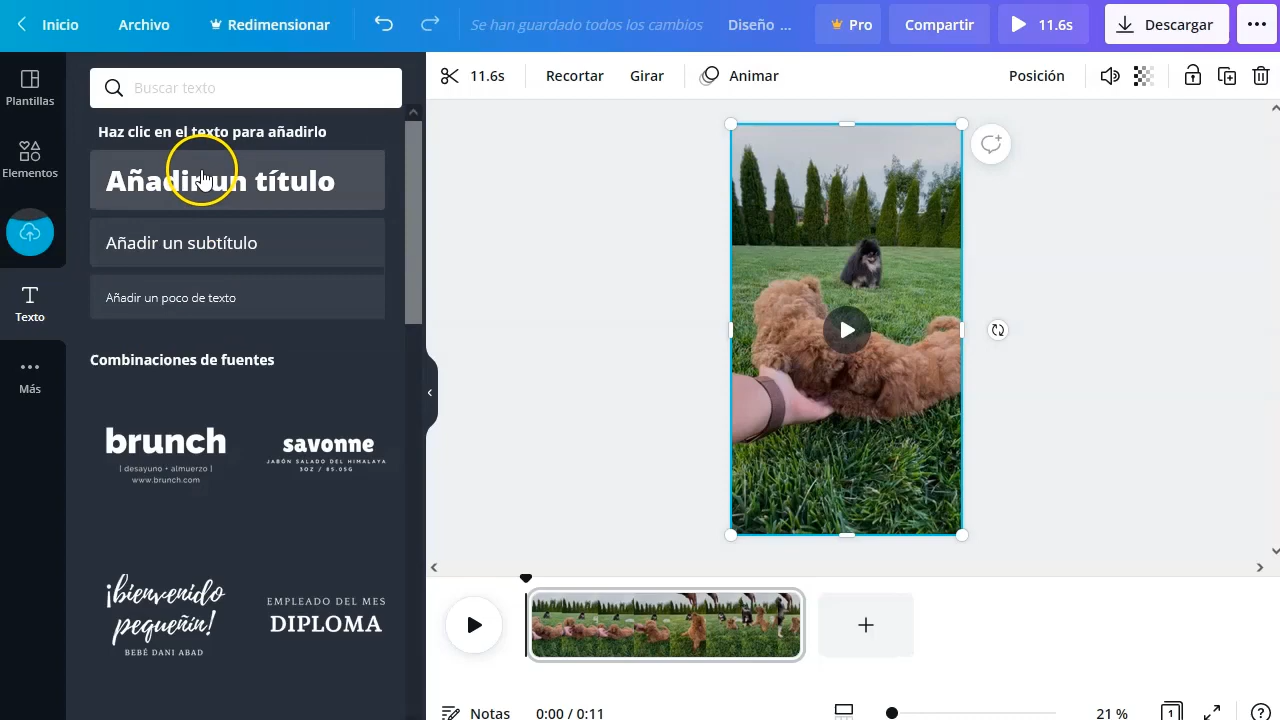 Inicio
Archivo
Redimensionar
Se han guardado todos los cambios
Diseño ...
Pro
Compartir
11.6s
Descargar
Plantillas
Elementos
Texto
Más
Buscar texto
Haz clic en el texto para añadirlo
Añadir un título
Añadir un subtítulo
Añadir un poco de texto
Combinaciones de fuentes
brunch
| desayuno • almuerzo |
www.brunch.com
savonne
JABÓN SALADO DEL HIMALAYA
3OZ / 85.05G
¡bienvenido
pequeñín!
BEBÉ DANI ABAD
EMPLEADO DEL MES
DIPLOMA
11.6s
Recortar
Girar
Animar
Posición
Notas
0:00 / 0:11
21 %
1